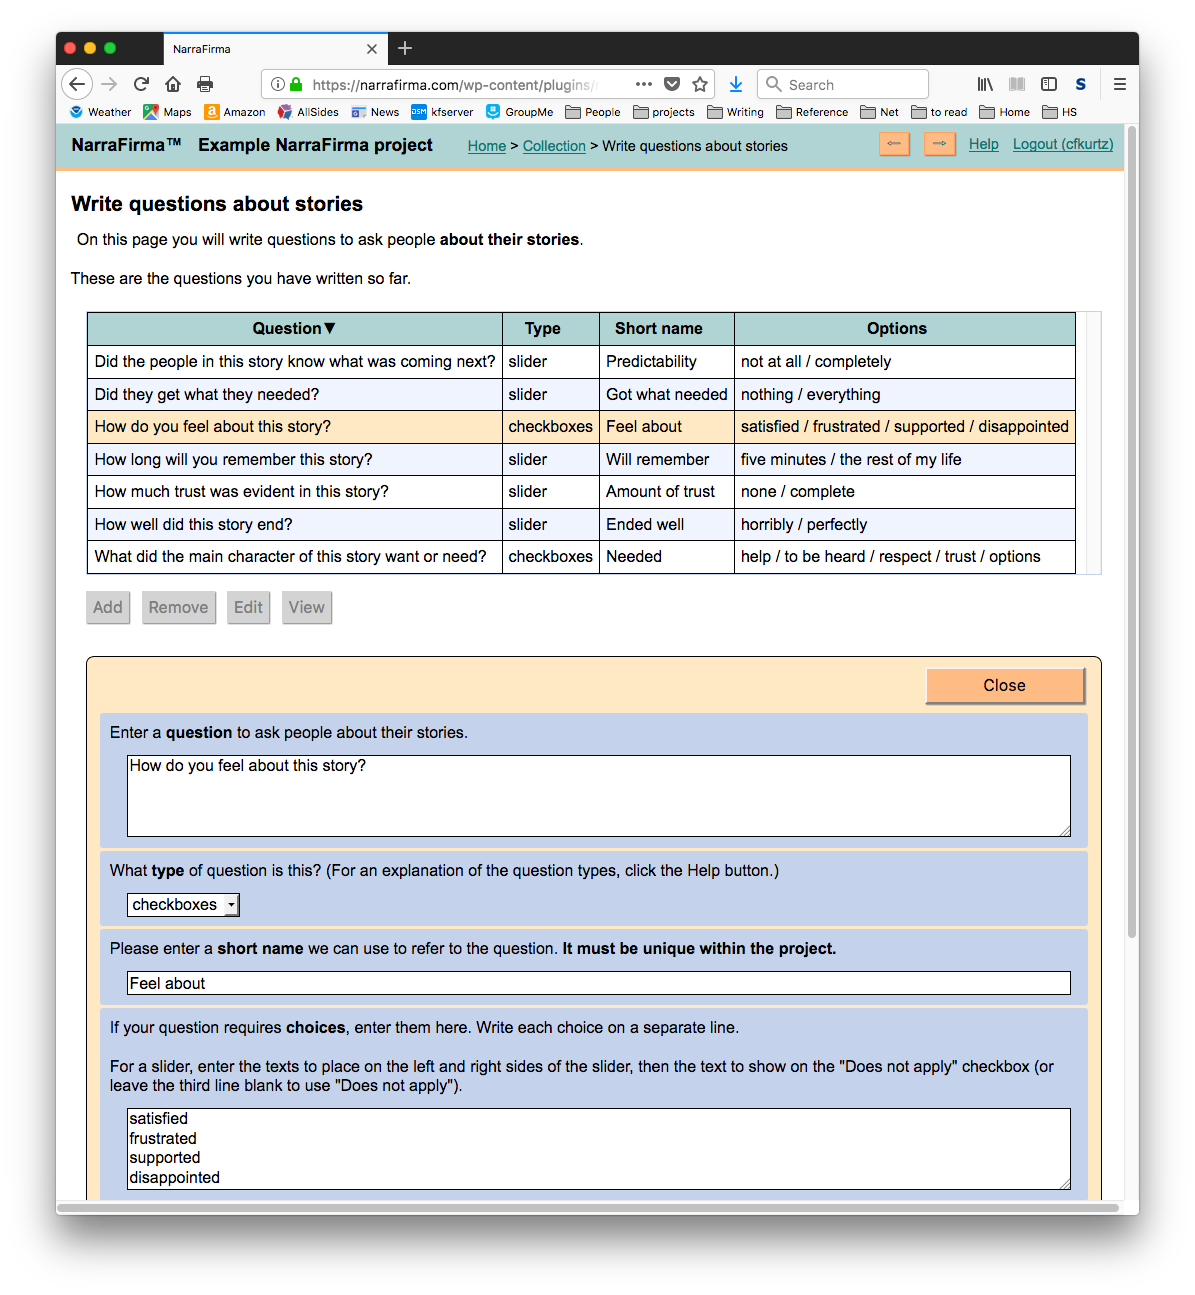 NarraFirma
https://narrafirma.com/wp-content/plugins/
Search
Weather Maps Amazon AllSides News kfserver GroupMe People projects Writing Reference Net to read Home HS
NarraFirma™ Example NarraFirma project Home > Collection > Write questions about stories Help Logout (cfkurtz)
Write questions about stories
On this page you will write questions to ask people about their stories.
These are the questions you have written so far.
Question▼ Type Short name Options
Did the people in this story know what was coming next? slider Predictability not at all / completely
Did they get what they needed? slider Got what needed nothing / everything
How do you feel about this story? checkboxes Feel about satisfied / frustrated / supported / disappointed
How long will you remember this story? slider Will remember five minutes / the rest of my life
How much trust was evident in this story? slider Amount of trust none / complete
How well did this story end? slider Ended well horribly / perfectly
What did the main character of this story want or need? checkboxes Needed help / to be heard / respect / trust / options
Add Remove Edit View
Close
Enter a question to ask people about their stories.
How do you feel about this story?
What type of question is this? (For an explanation of the question types, click the Help button.)
checkboxes
Please enter a short name we can use to refer to the question. It must be unique within the project.
Feel about
If your question requires choices, enter them here. Write each choice on a separate line.
For a slider, enter the texts to place on the left and right sides of the slider, then the text to show on the "Does not apply" checkbox (or
leave the third line blank to use "Does not apply").
satisfied
frustrated
supported
disappointed